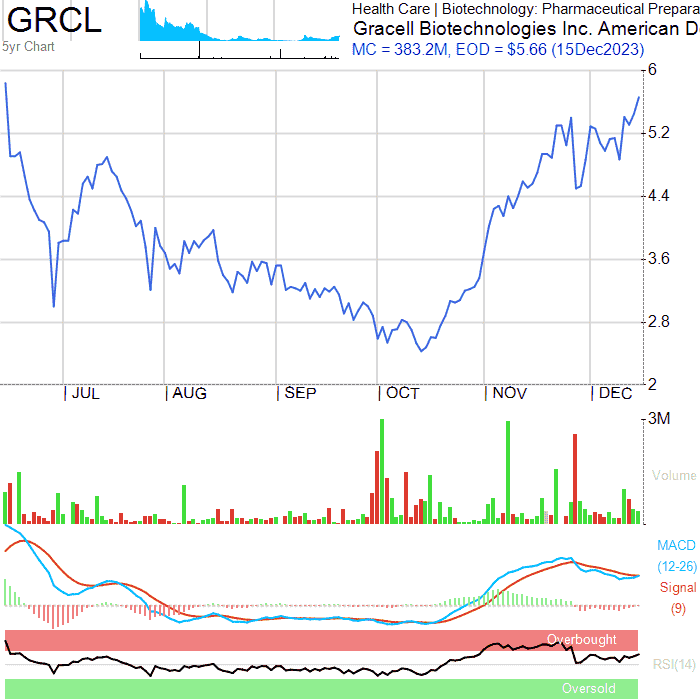 GRCL
5yr Chart
Health Care | Biotechnology: Pharmaceutical Prepara
Gracell Biotechnologies Inc. American D
MC = 383.2M, EOD = $5.66 (15Dec2023)
6
5.2
4.4
3.6
2.8
2
JUL AUG SEP OCT NOV DEC
3M
Volume
MACD
(12-26)
Signal
(9)
Overbought
RSI(14)
Oversold